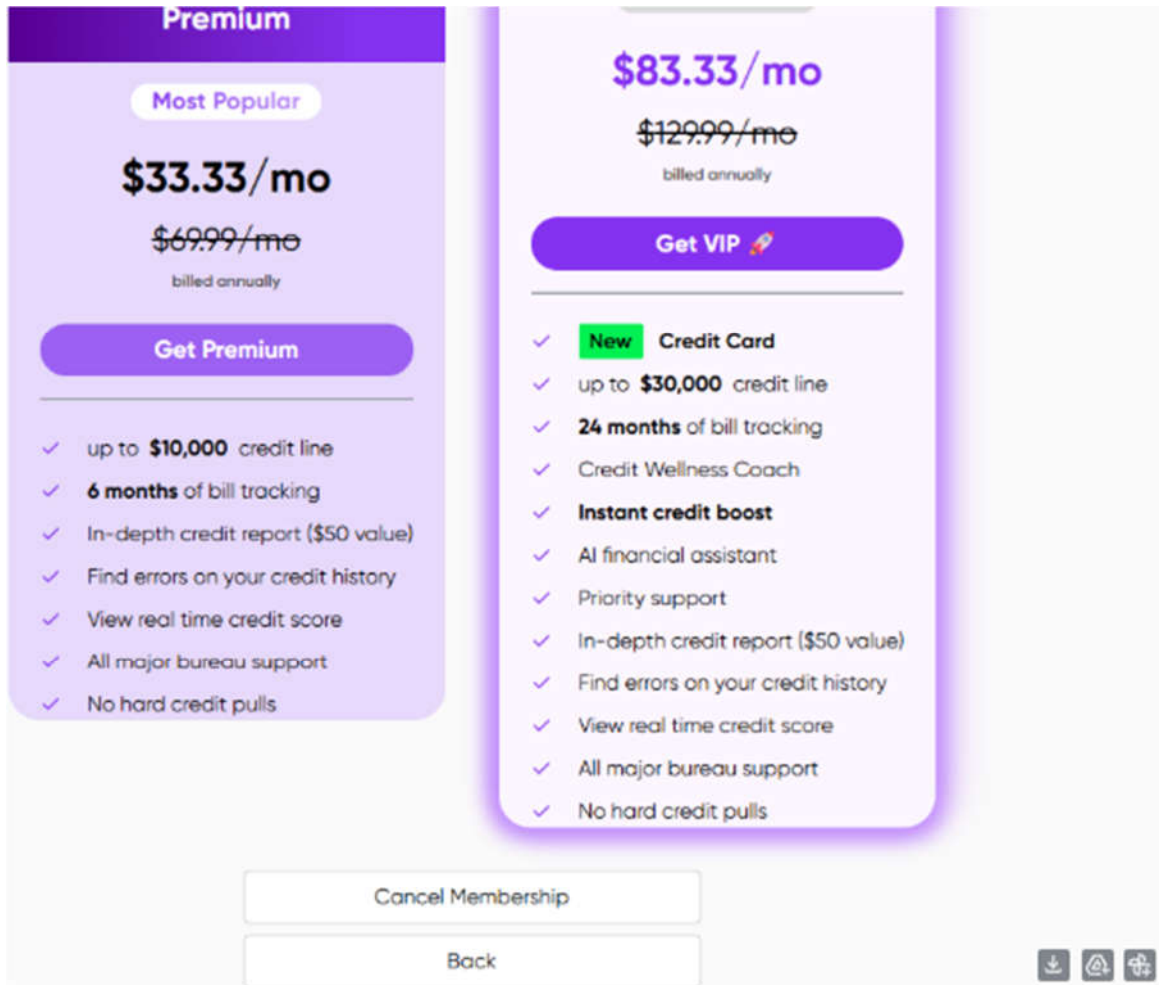 Premium
Most Popular
$33.33/mo
$69.99/mo
billed annually
Get Premium
up to $10,000 credit line
6 months of bill tracking
In-depth credit report ($50 value)
Find errors on your credit history
View real time credit score
All major bureau support
No hard credit pulls
$83.33/mo
$129.99/mo
billed annually
Get VIP 🚀
New Credit Card
up to $30,000 credit line
24 months of bill tracking
Credit Wellness Coach
Instant credit boost
AI financial assistant
Priority support
In-depth credit report ($50 value)
Find errors on your credit history
View real time credit score
All major bureau support
No hard credit pulls
Cancel Membership
Back